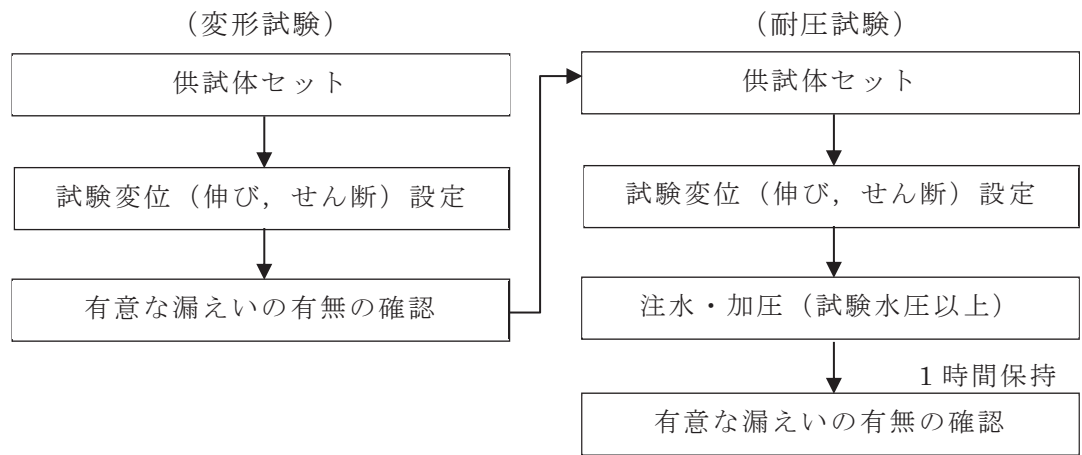 （変形試験）
供試体セット
試験変位（伸び，せん断）設定
有意な漏えいの有無の確認
（耐圧試験）
供試体セット
試験変位（伸び，せん断）設定
注水・加圧（試験水圧以上）
１時間保持
有意な漏えいの有無の確認